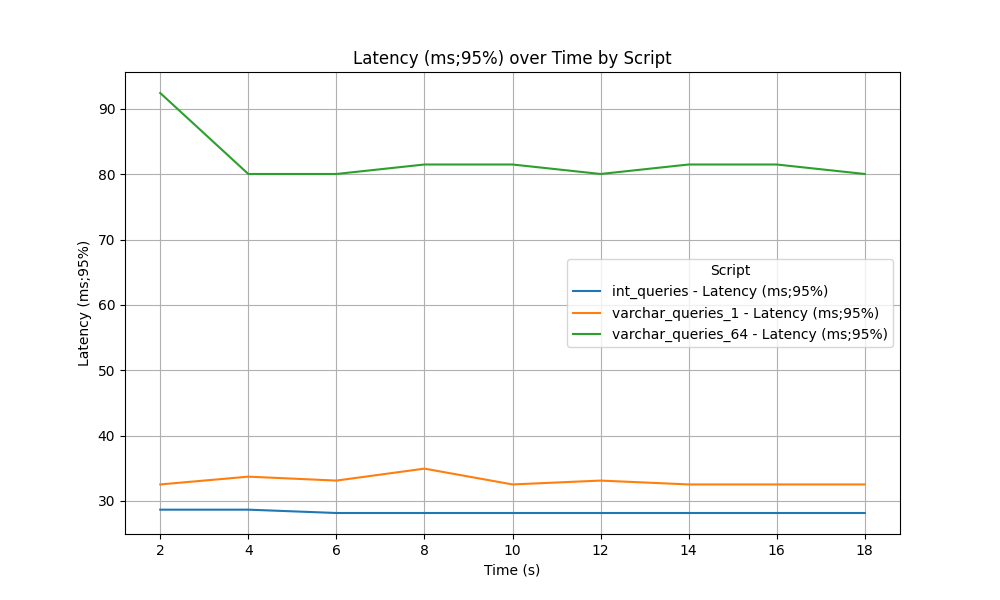 Latency (ms;95%) over Time by Script
Latency (ms;95%)
90
80
70
60
50
40
30
Script
int_queries - Latency (ms;95%)
varchar_queries_1 - Latency (ms;95%)
varchar_queries_64 - Latency (ms;95%)
2 4 6 8 10 12 14 16 18
Time (s)